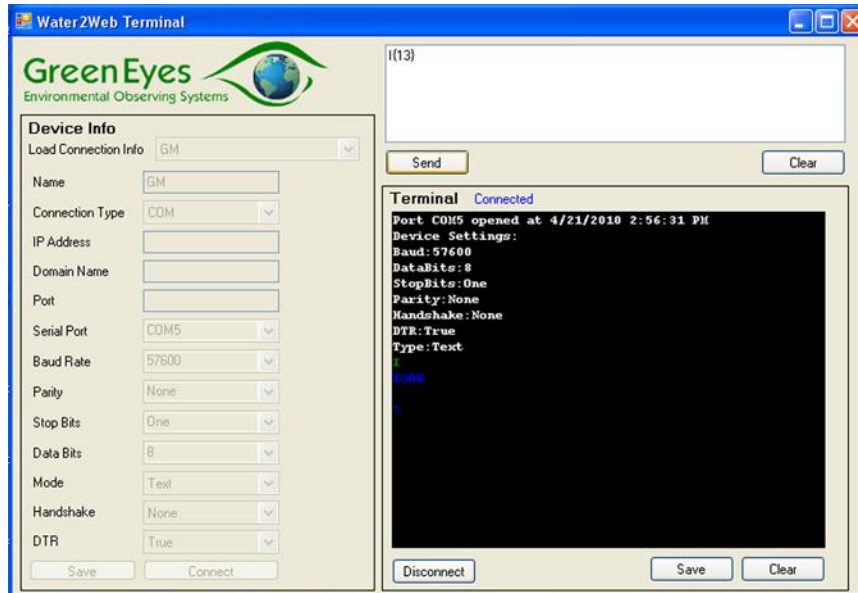 Water2Web Terminal
GreenEyes
Environmental Observing Systems
Device Info
Load Connection Info GM
Name GM
Connection Type COM
IP Address
Domain Name
Port
Serial Port COM5
Baud Rate 57600
Parity None
Stop Bits One
Data Bits 8
Mode Text
Handshake None
DTR True
Save Connect
I{13}
Send Clear
Terminal Connected
Port COM5 opened at 4/21/2010 2:56:31 PM
Device Settings:
Baud:57600
DataBits:8
StopBits:One
Parity:None
Handshake:None
DTR:True
Type:Text
I
>
Disconnect Save Clear